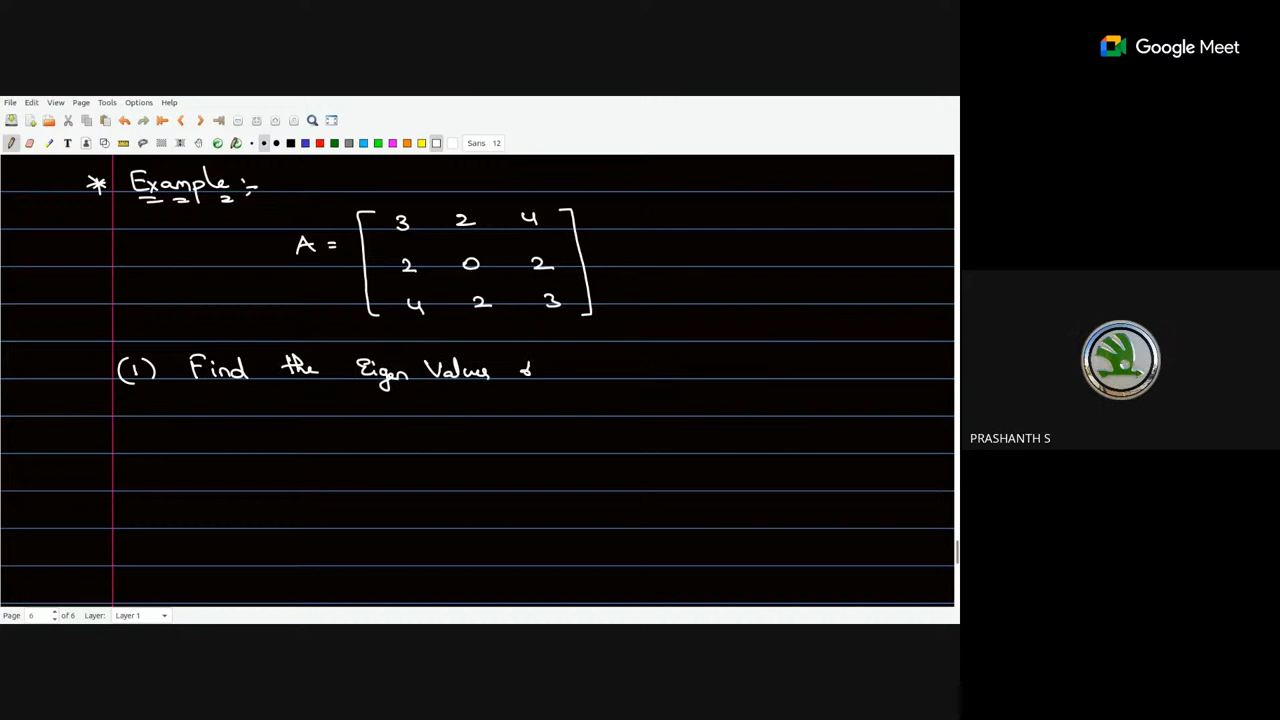 Google Meet
File Edit View Page Tools Options Help
Sans 12
* Example :-
A = [ 3 2 4
2 0 2
4 2 3 ]
(1) Find the Eigen Values &
PRASHANTH S
Page 6 of 6 Layer: Layer 1